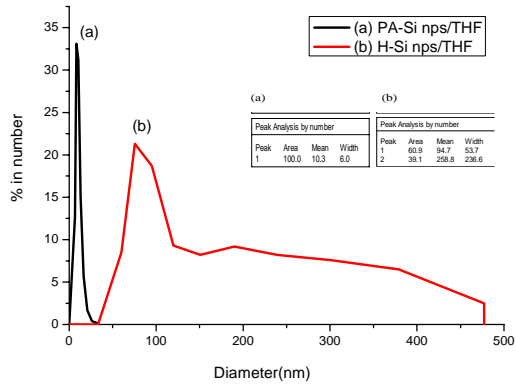 (a) PA-Si nps/THF
(b) H-Si nps/THF
(a)
(b)
% in number
35
30
25
20
15
10
5
0
0 100 200 300 400 500
Diameter(nm)
(a)
Peak Analysis by number
Peak Area Mean Width
1 100.0 10.3 6.0
(b)
Peak Analysis by number
Peak Area Mean Width
1 60.9 94.7 53.7
2 39.1 258.8 236.6